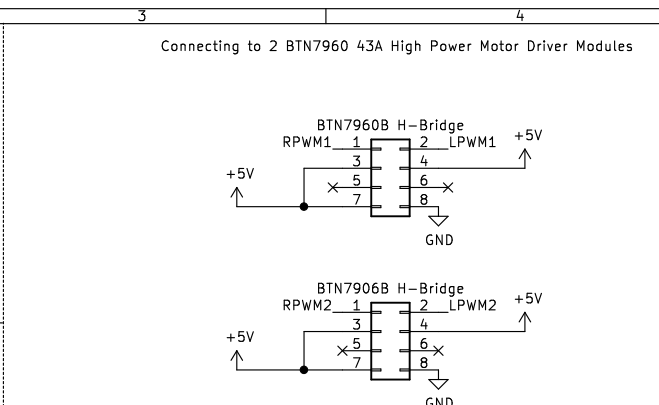 3 4
Connecting to 2 BTN7960 43A High Power Motor Driver Modules
BTN7960B H-Bridge
RPWM1 1 2 LPWM1 +5V
3 4
+5V 5 6
7 8
GND
BTN7906B H-Bridge
RPWM2 1 2 LPWM2 +5V
3 4
+5V 5 6
7 8
GND